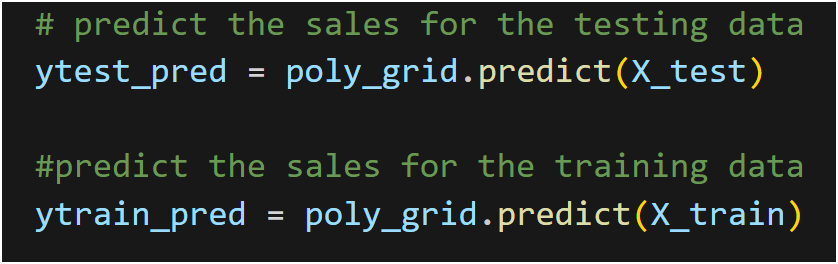 # predict the sales for the testing data
ytest_pred = poly_grid.predict(X_test)
#predict the sales for the training data
ytrain_pred = poly_grid.predict(X_train)